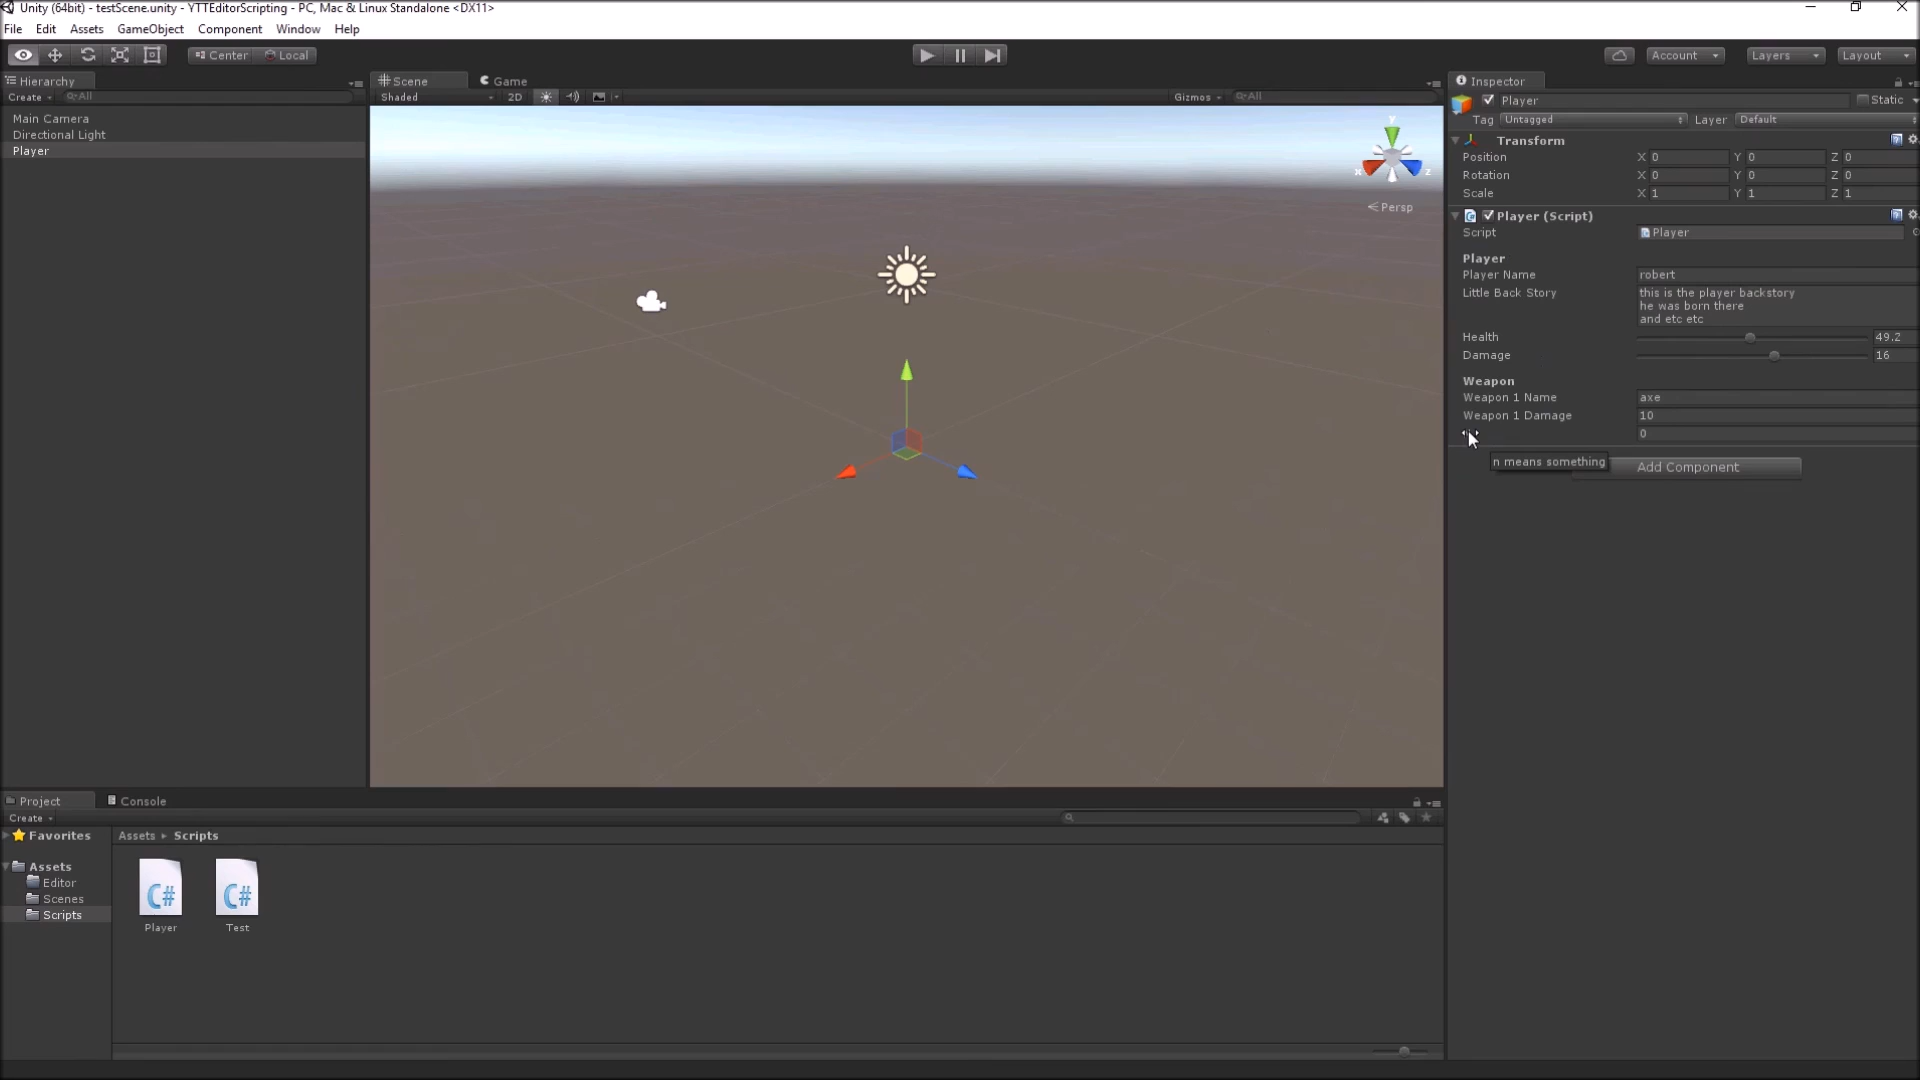 Unity (64bit) - testScene.unity - YTTEditorScripting - PC, Mac & Linux Standalone <DX11>
File Edit Assets GameObject Component Window Help
Center Local Account Layers Layout
Hierarchy
Create All
Main Camera
Directional Light
Player
Scene Game
Shaded 2D Gizmos All
y
x z
Persp
Inspector
Player Static
Tag Untagged Layer Default
Transform
Position X 0 Y 0 Z 0
Rotation X 0 Y 0 Z 0
Scale X 1 Y 1 Z 1
Player (Script)
Script Player
Player
Player Name robert
Little Back Story this is the player backstory
he was born there
and etc etc
Health 49.2
Damage 16
Weapon
Weapon 1 Name axe
Weapon 1 Damage 10
0
n means something
Add Component
Project Console
Create
Favorites
Assets
Editor
Scenes
Scripts
Assets Scripts
C# C#
Player Test